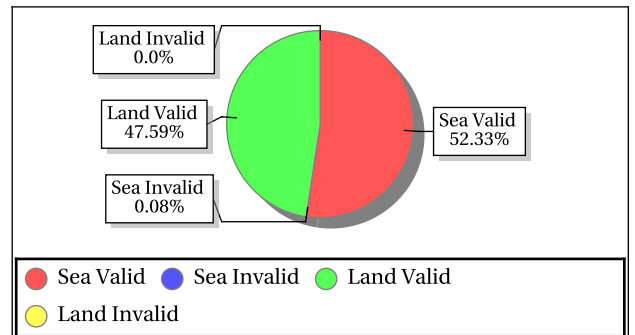 Land Invalid
0.0%
Land Valid
47.59%
Sea Valid
52.33%
Sea Invalid
0.08%
Sea Valid Sea Invalid Land Valid
Land Invalid